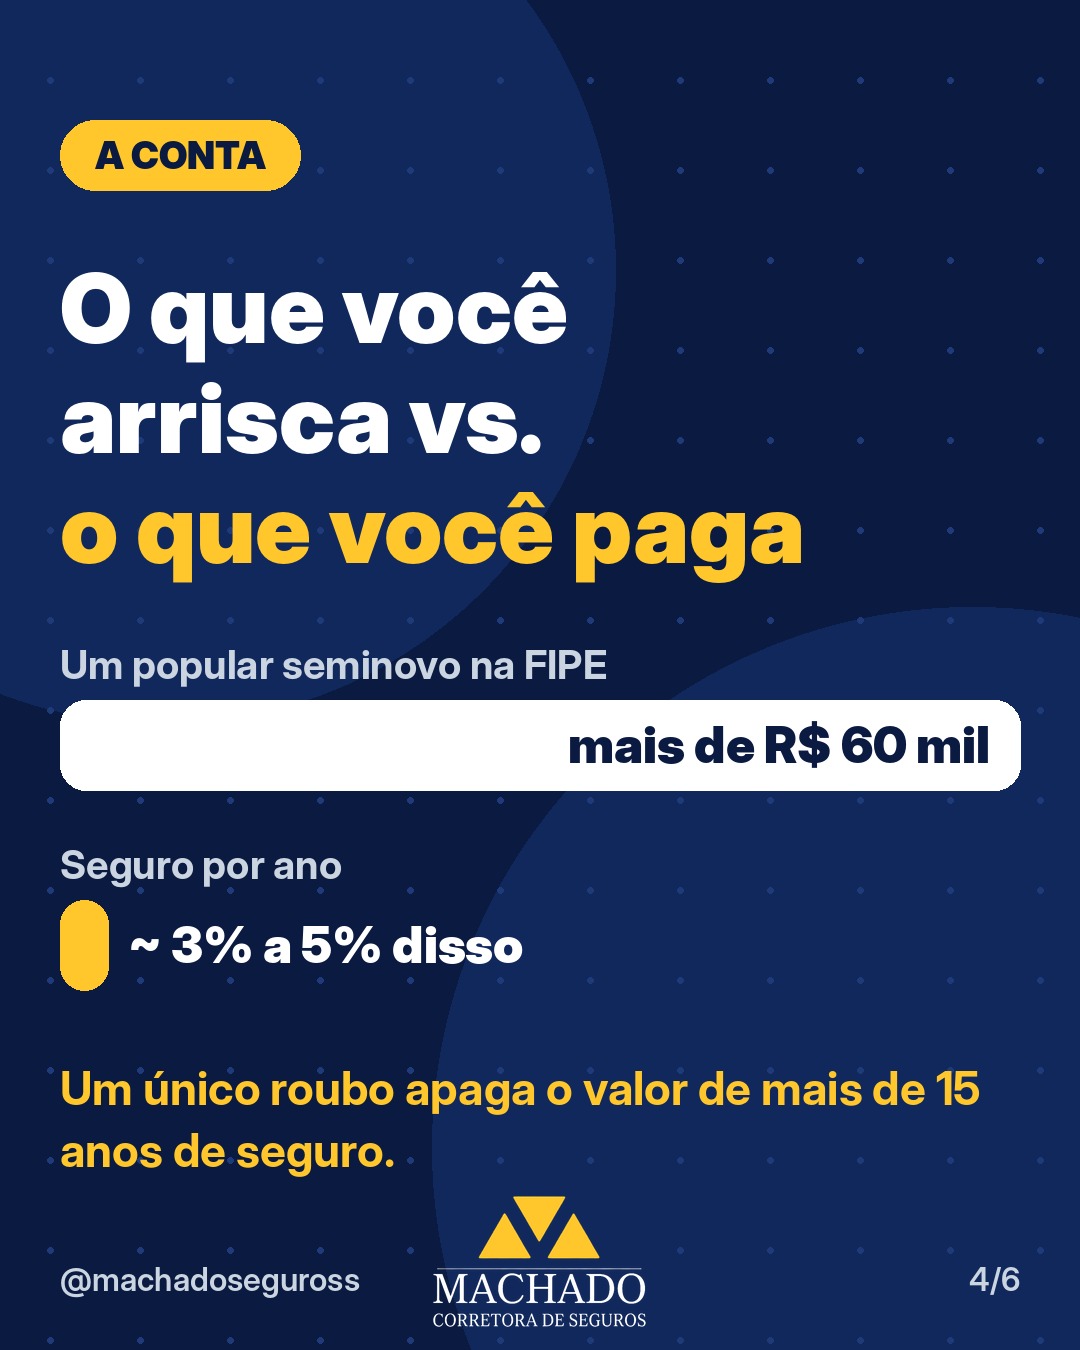 A CONTA
O que você
arrisca vs.
o que você paga
Um popular seminovo na FIPE
mais de R$ 60 mil
Seguro por ano
~ 3% a 5% disso
Um único roubo apaga o valor de mais de 15
anos de seguro.
@machadoseguross
MACHADO
CORRETORA DE SEGUROS
4/6